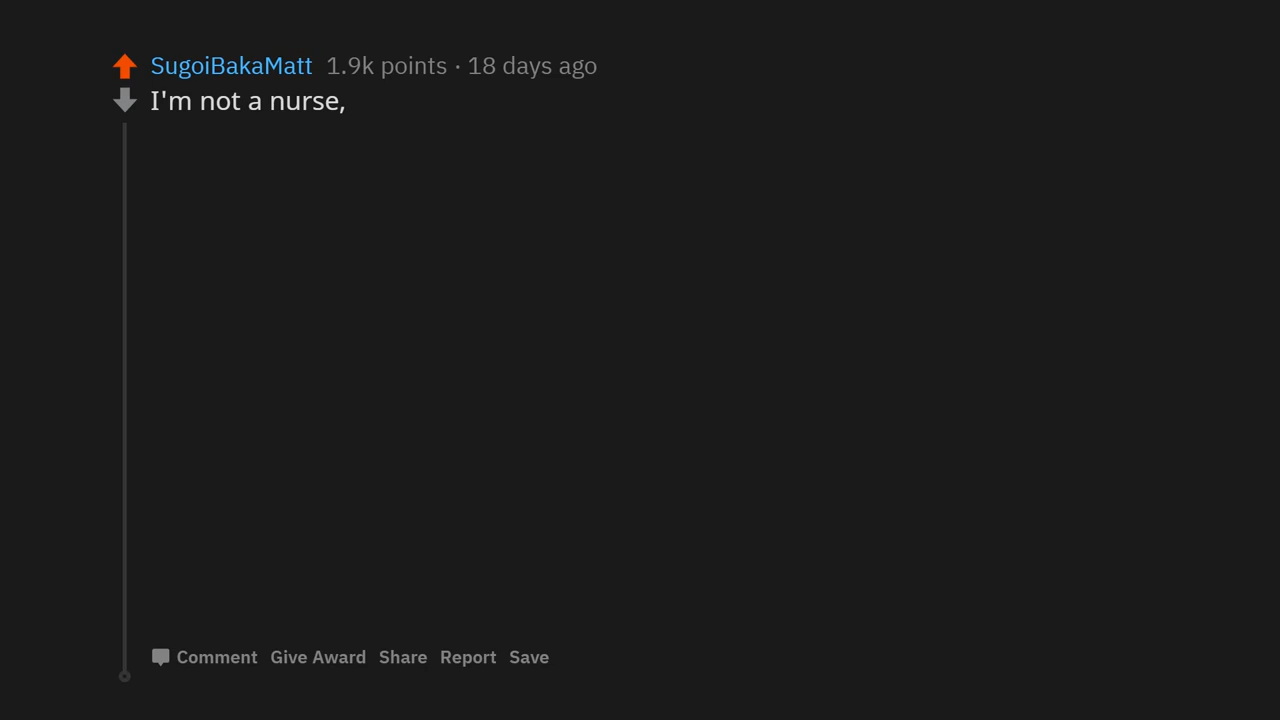 SugoiBakaMatt 1.9k points · 18 days ago
I'm not a nurse,
Comment Give Award Share Report Save